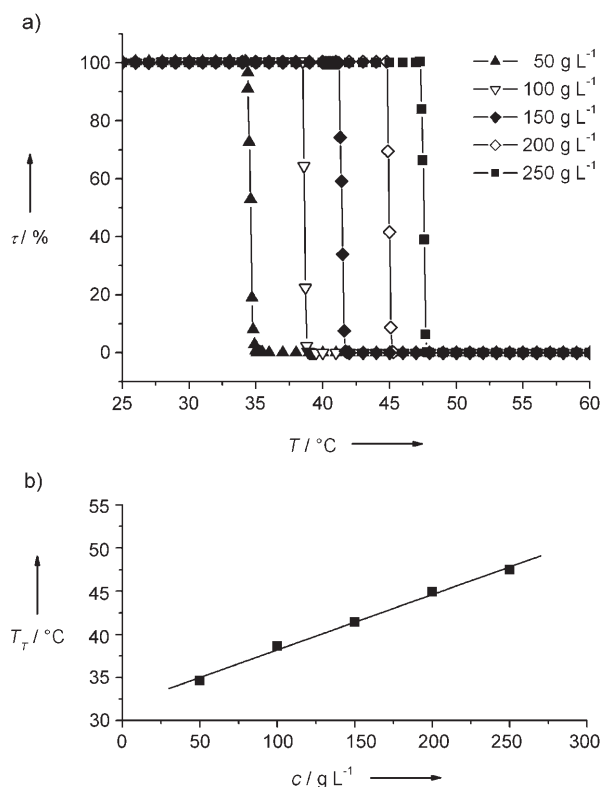 a)
100
80
60
40
20
0
τ / %
25 30 35 40 45 50 55 60
T / °C
50 g L⁻¹
100 g L⁻¹
150 g L⁻¹
200 g L⁻¹
250 g L⁻¹
b)
55
50
45
40
35
30
T_T / °C
0 50 100 150 200 250 300
c / g L⁻¹